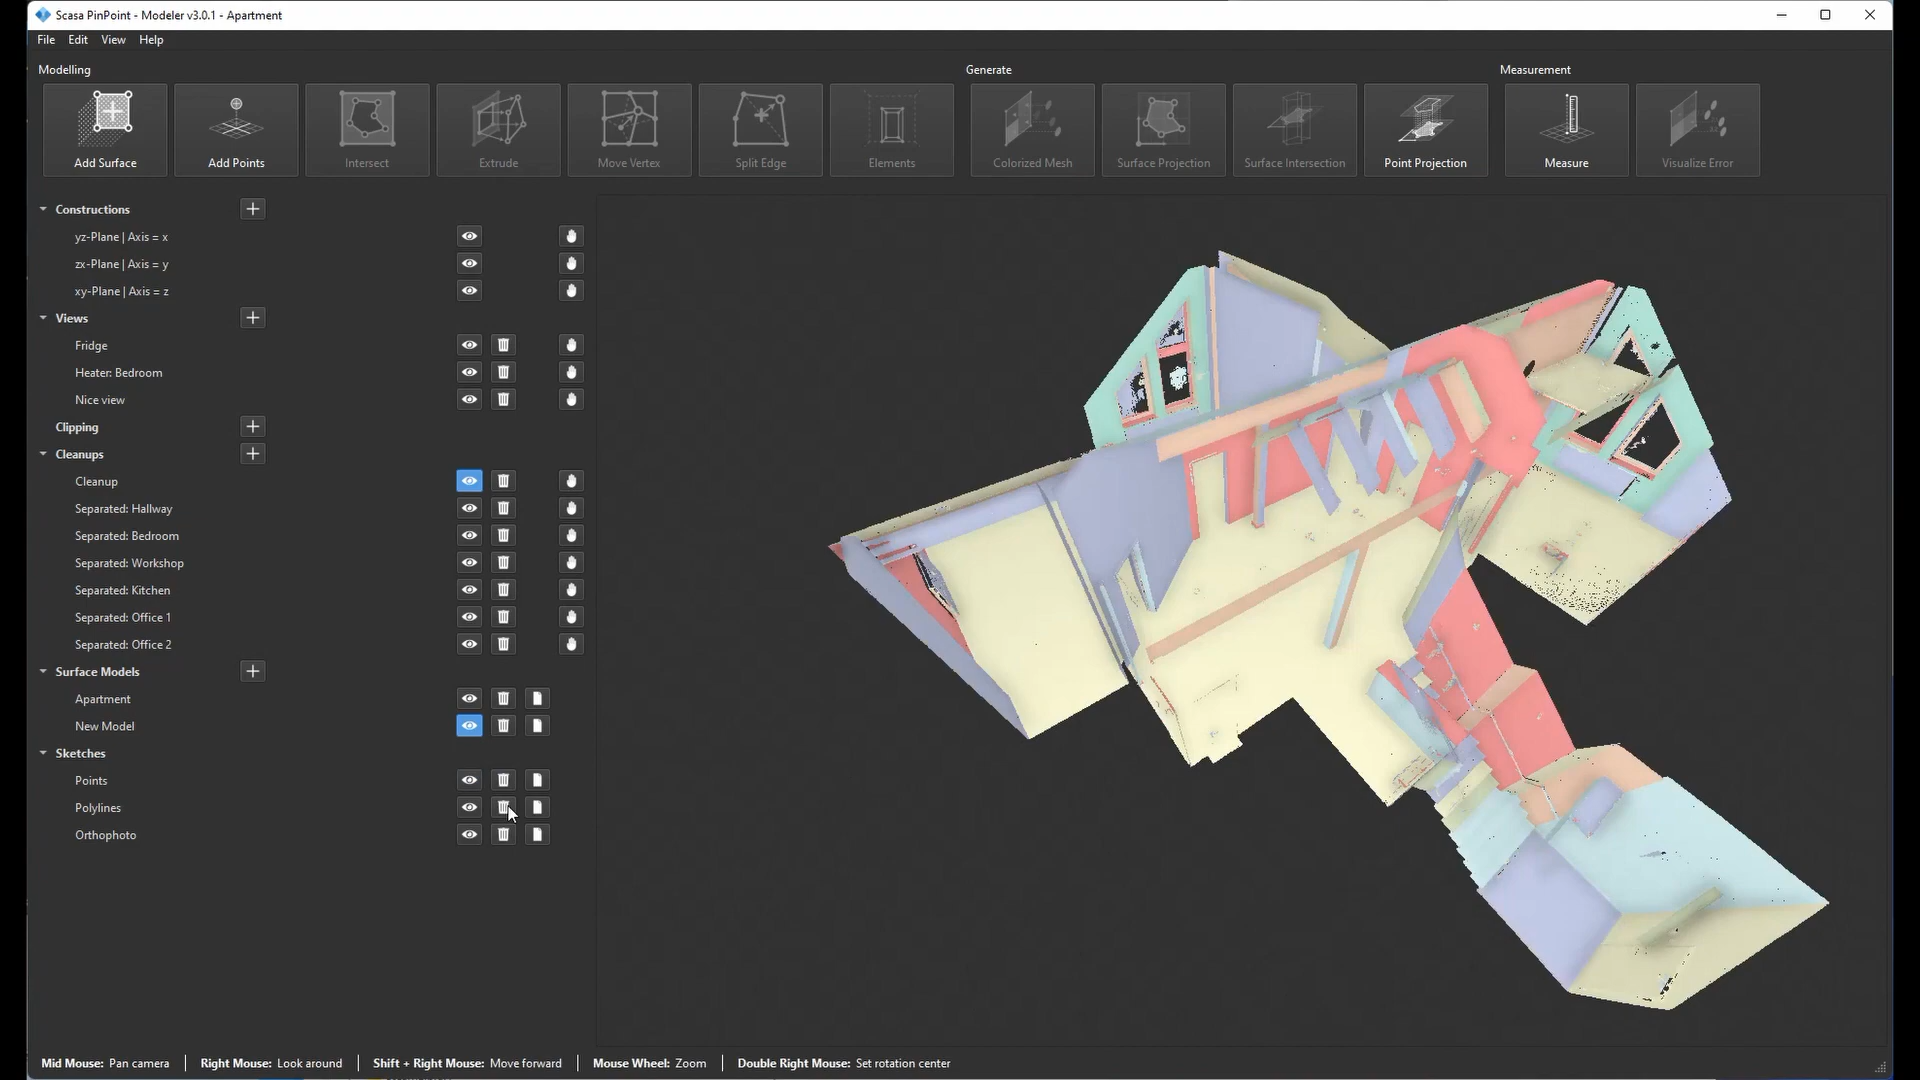 Scasa PinPoint - Modeler v3.0.1 - Apartment
File Edit View Help
Modelling Generate Measurement
Add Surface Add Points Intersect Extrude Move Vertex Split Edge Elements Colorized Mesh Surface Projection Surface Intersection Point Projection Measure Visualize Error
Constructions
yz-Plane | Axis = x
zx-Plane | Axis = y
xy-Plane | Axis = z
Views
Fridge
Heater: Bedroom
Nice view
Clipping
Cleanups
Cleanup
Separated: Hallway
Separated: Bedroom
Separated: Workshop
Separated: Kitchen
Separated: Office 1
Separated: Office 2
Surface Models
Apartment
New Model
Sketches
Points
Polylines
Orthophoto
Mid Mouse: Pan camera Right Mouse: Look around Shift + Right Mouse: Move forward Mouse Wheel: Zoom Double Right Mouse: Set rotation center